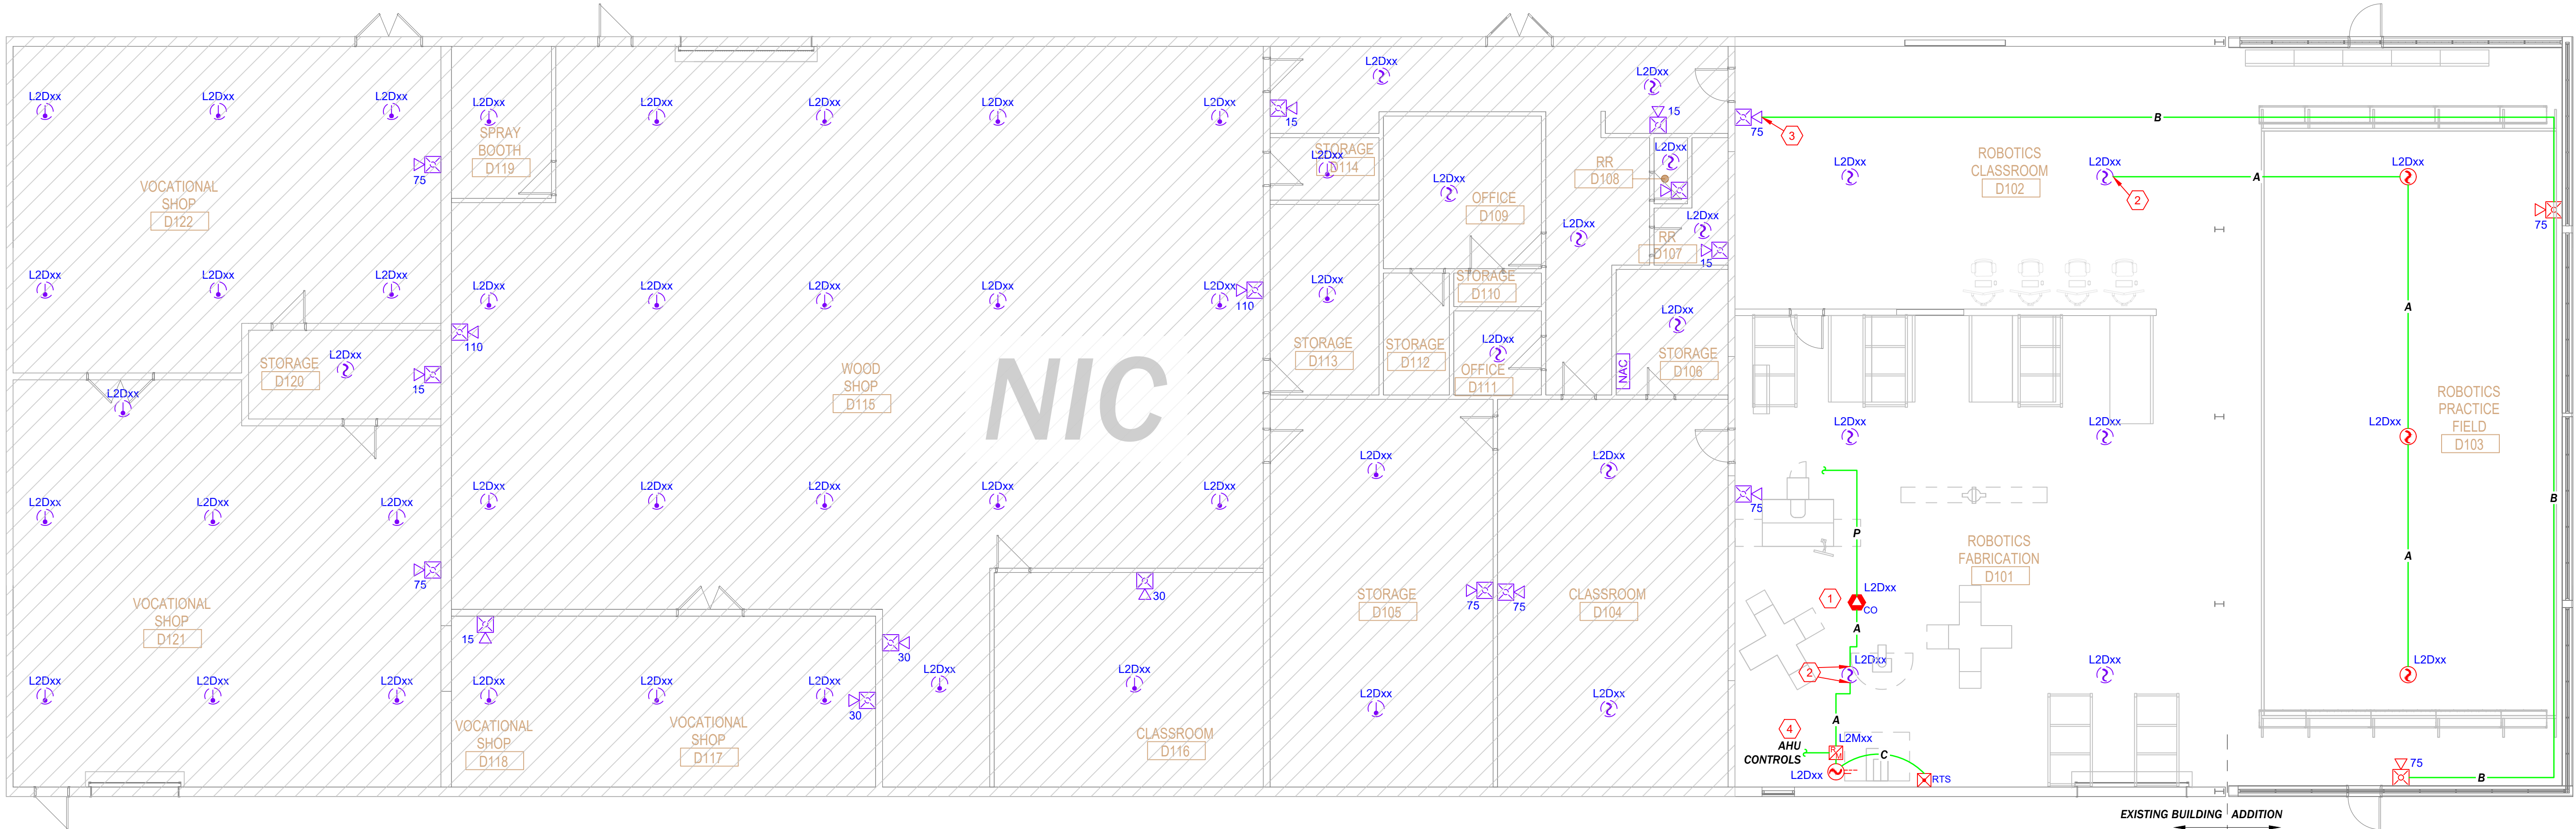 L2Dxx
L2Dxx
L2Dxx
L2Dxx
SPRAY
BOOTH
D119
L2Dxx
L2Dxx
L2Dxx
L2Dxx
15
L2Dxx
L2Dxx
15
75
B
3
75
VOCATIONAL
SHOP
D122
STORAGE
L2Dxx
D114
L2Dxx
OFFICE
D109
RR
D108
L2Dxx
L2Dxx
ROBOTICS
CLASSROOM
D102
L2Dxx
A
L2Dxx
2
75
L2Dxx
L2Dxx
L2Dxx
L2Dxx
L2Dxx
L2Dxx
L2Dxx
L2Dxx
110
L2Dxx
L2Dxx
L2Dxx
RR
D107
15
STORAGE
D110
A
110
STORAGE
D120
L2Dxx
15
L2Dxx
WOOD
SHOP
D115
NIC
STORAGE
D113
STORAGE
D112
L2Dxx
OFFICE
D111
NAC
L2Dxx
STORAGE
D106
ROBOTICS
PRACTICE
FIELD
D103
L2Dxx
L2Dxx
L2Dxx
L2Dxx
L2Dxx
L2Dxx
L2Dxx
L2Dxx
L2Dxx
L2Dxx
L2Dxx
L2Dxx
L2Dxx
L2Dxx
75
B
P
ROBOTICS
FABRICATION
D101
A
75
VOCATIONAL
SHOP
D121
15
30
30
STORAGE
D105
75
75
CLASSROOM
D104
1
L2Dxx
CO
A
2
L2Dxx
L2Dxx
L2Dxx
L2Dxx
L2Dxx
L2Dxx
L2Dxx
L2Dxx
L2Dxx
30
L2Dxx
L2Dxx
L2Dxx
L2Dxx
L2Dxx
VOCATIONAL
SHOP
D118
VOCATIONAL
SHOP
D117
CLASSROOM
D116
A
4
AHU
CONTROLS
L2Mxx
R
M
C
L2Dxx
RTS
75
B
EXISTING BUILDING
ADDITION